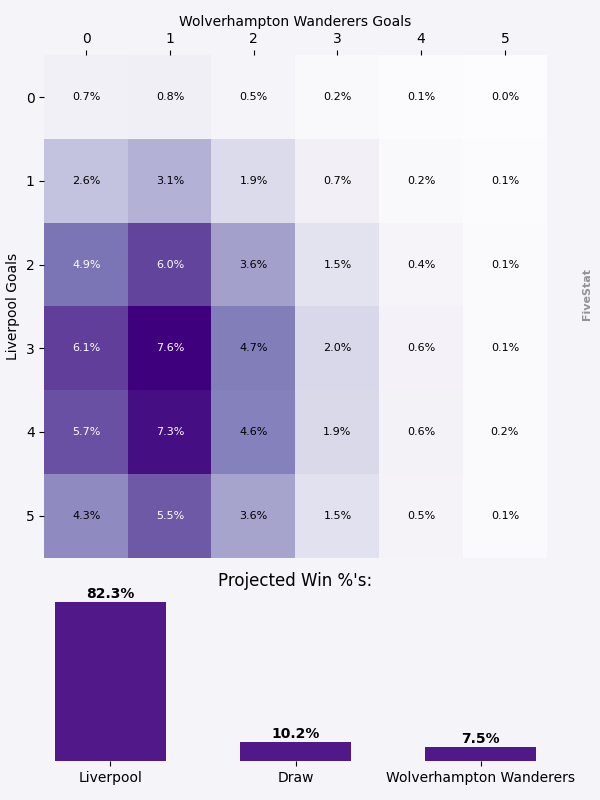 Wolverhampton Wanderers Goals
0 1 2 3 4 5
0 0.7% 0.8% 0.5% 0.2% 0.1% 0.0%
1 2.6% 3.1% 1.9% 0.7% 0.2% 0.1%
2 4.9% 6.0% 3.6% 1.5% 0.4% 0.1%
3 6.1% 7.6% 4.7% 2.0% 0.6% 0.1%
4 5.7% 7.3% 4.6% 1.9% 0.6% 0.2%
5 4.3% 5.5% 3.6% 1.5% 0.5% 0.1%
Liverpool Goals
FiveStat
Projected Win %'s:
82.3% 10.2% 7.5%
Liverpool Draw Wolverhampton Wanderers